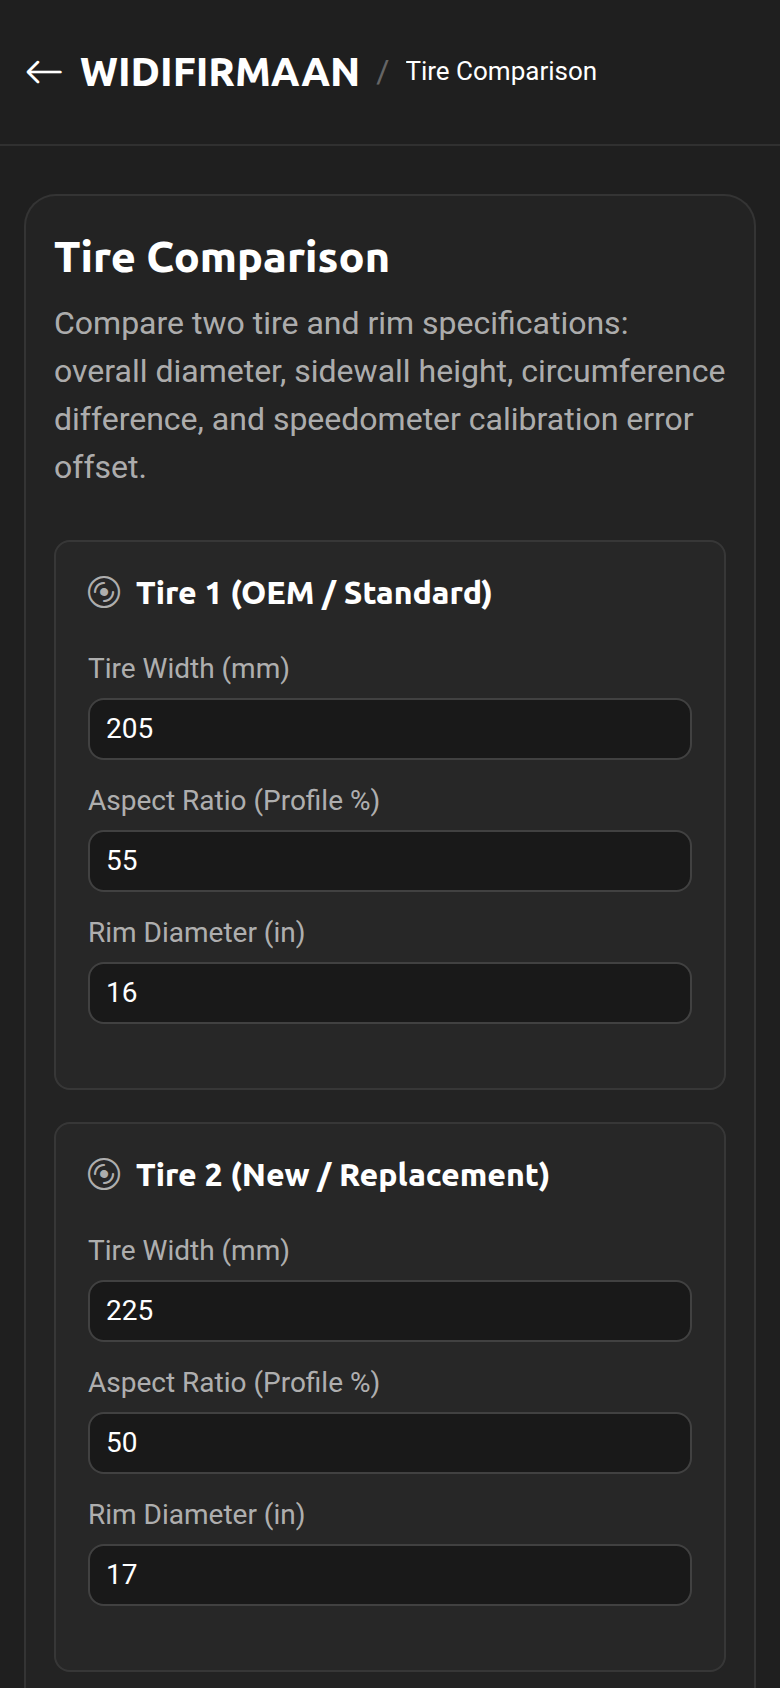 WIDIFIRMAAN / Tire Comparison
Tire Comparison
Compare two tire and rim specifications:
overall diameter, sidewall height, circumference
difference, and speedometer calibration error
offset.
Tire 1 (OEM / Standard)
Tire Width (mm)
205
Aspect Ratio (Profile %)
55
Rim Diameter (in)
16
Tire 2 (New / Replacement)
Tire Width (mm)
225
Aspect Ratio (Profile %)
50
Rim Diameter (in)
17